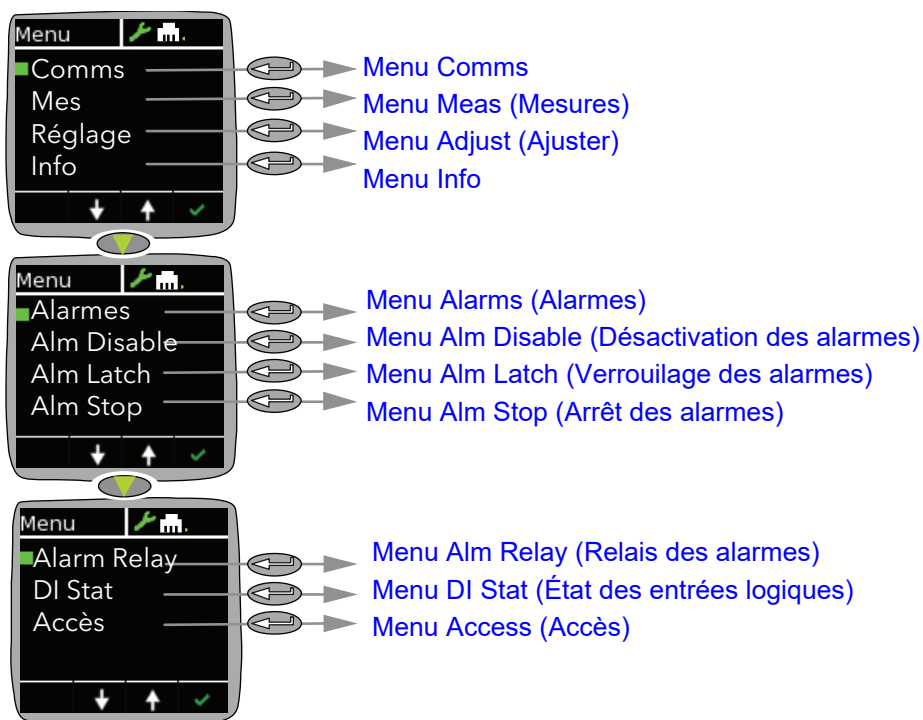 Menu
Comms
Menu Comms
Mes
Menu Meas (Mesures)
Réglage
Menu Adjust (Ajuster)
Info
Menu Info
Menu
Alarmes
Menu Alarms (Alarmes)
Alm Disable
Menu Alm Disable (Désactivation des alarmes)
Alm Latch
Menu Alm Latch (Verrouilage des alarmes)
Alm Stop
Menu Alm Stop (Arrêt des alarmes)
Menu
Alarm Relay
Menu Alm Relay (Relais des alarmes)
DI Stat
Menu DI Stat (État des entrées logiques)
Accès
Menu Access (Accès)